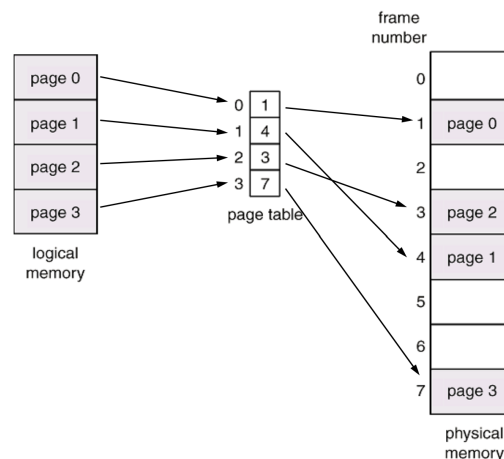 frame
number
page 0
page 1
page 2
page 3
logical
memory
0 1
1 4
2 3
3 7
page table
0
1 page 0
2
3 page 2
4 page 1
5
6
7 page 3
physical
memory